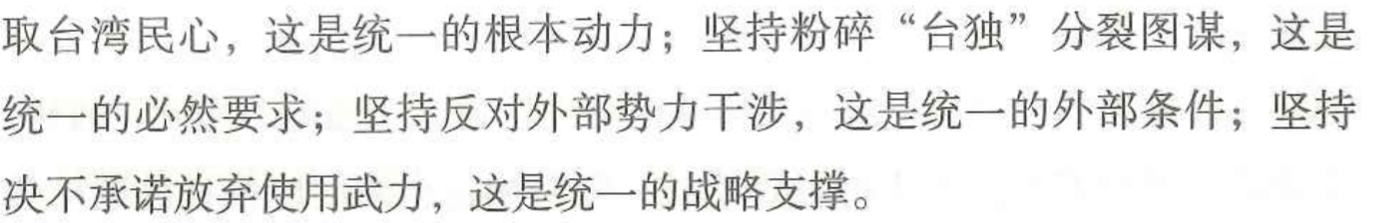 取台湾民心，这是统一的根本动力；坚持粉碎“台独”分裂图谋，这是
统一的必然要求；坚持反对外部势力干涉，这是统一的外部条件；坚持
决不承诺放弃使用武力，这是统一的战略支撑。